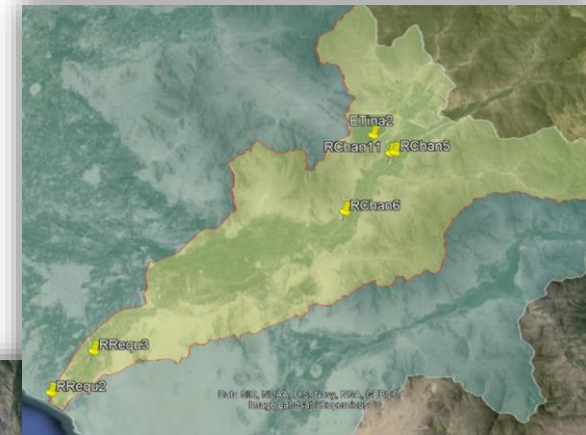 ETina2
RChan11
RChan5
RChan6
RRequ3
RRequ2
Data SIO, NOAA, U.S. Navy, NGA, GEBCO
Image Landsat / Copernicus